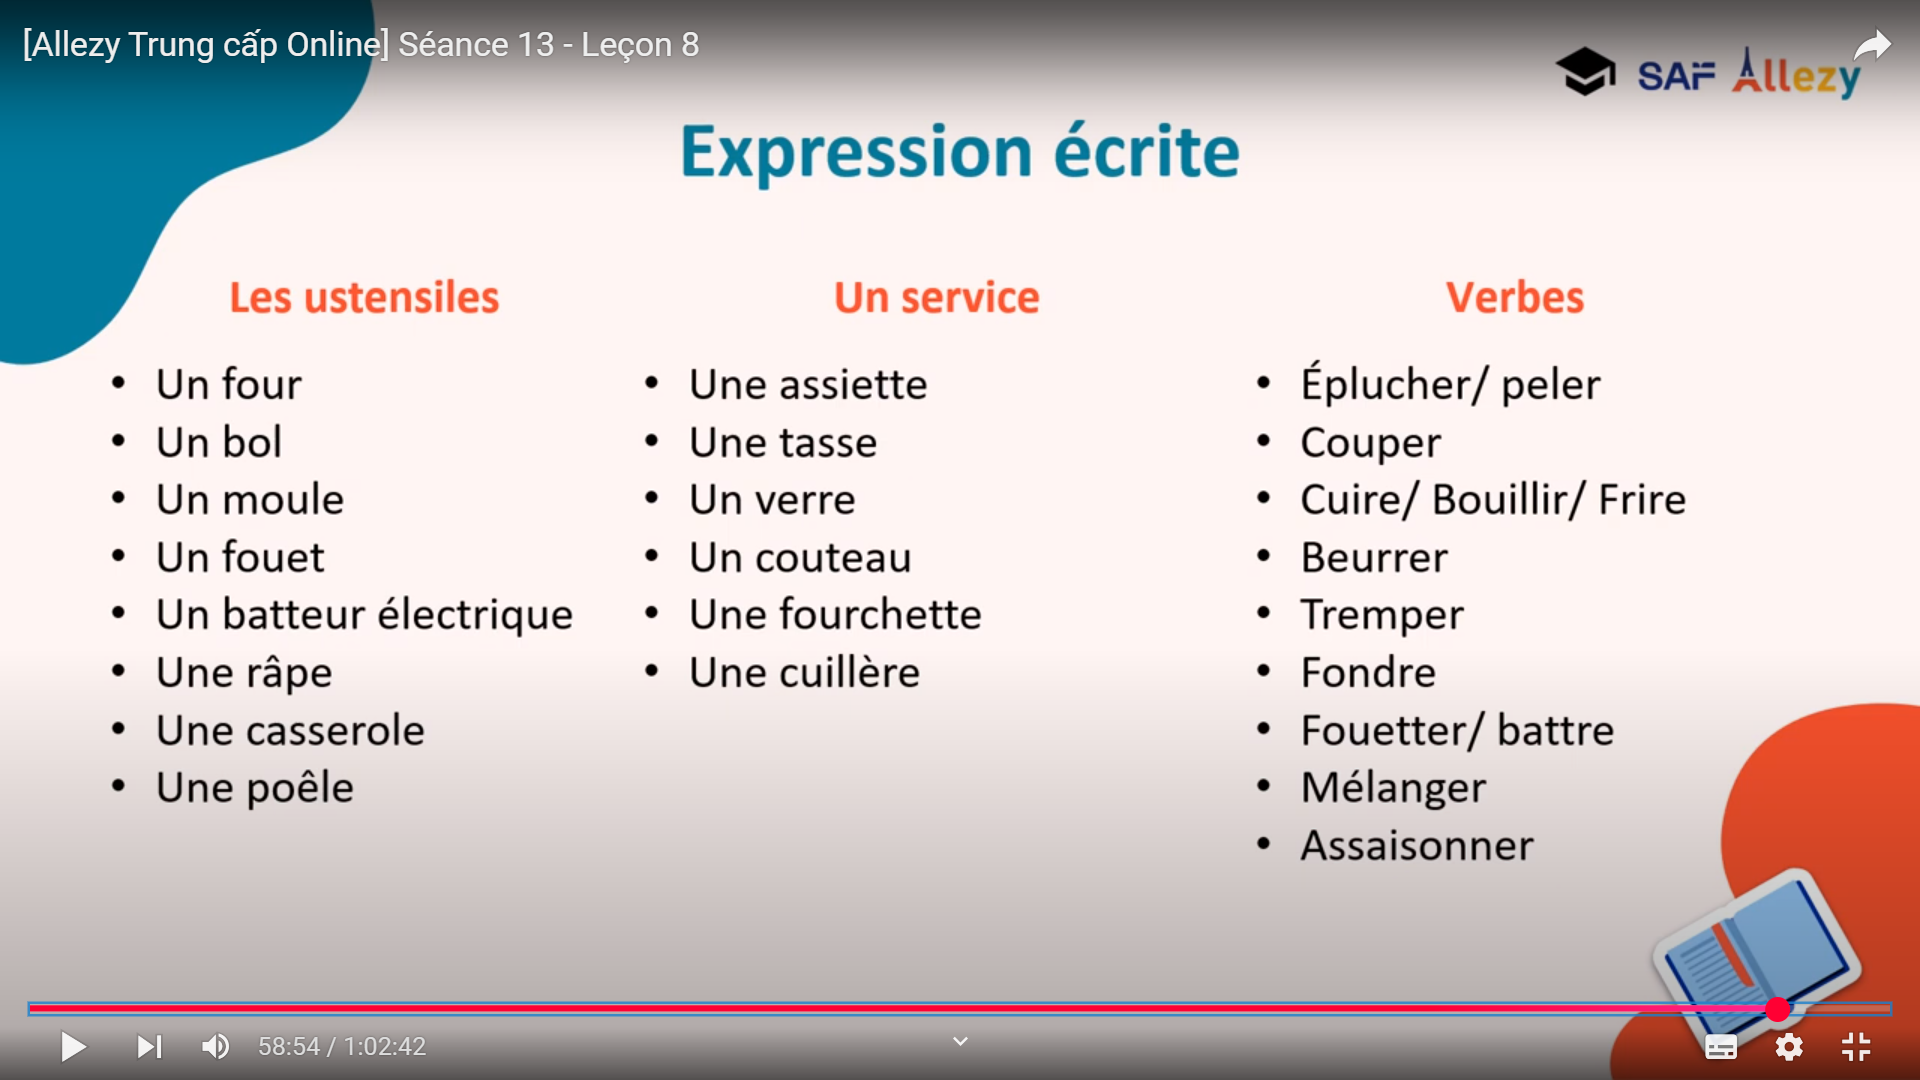 [Allezy Trung cấp Online] Séance 13 - Leçon 8
SAF Allezy
Expression écrite
Les ustensiles
• Un four
• Un bol
• Un moule
• Un fouet
• Un batteur électrique
• Une râpe
• Une casserole
• Une poêle
Un service
• Une assiette
• Une tasse
• Un verre
• Un couteau
• Une fourchette
• Une cuillère
Verbes
• Éplucher/ peler
• Couper
• Cuire/ Bouillir/ Frire
• Beurrer
• Tremper
• Fondre
• Fouetter/ battre
• Mélanger
• Assaisonner
58:54 / 1:02:42